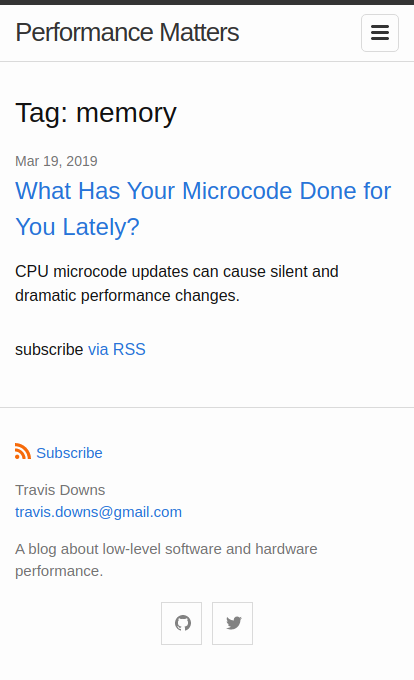 Performance Matters
Tag: memory
Mar 19, 2019
What Has Your Microcode Done for
You Lately?
CPU microcode updates can cause silent and
dramatic performance changes.
subscribe via RSS
Subscribe
Travis Downs
travis.downs@gmail.com
A blog about low-level software and hardware
performance.